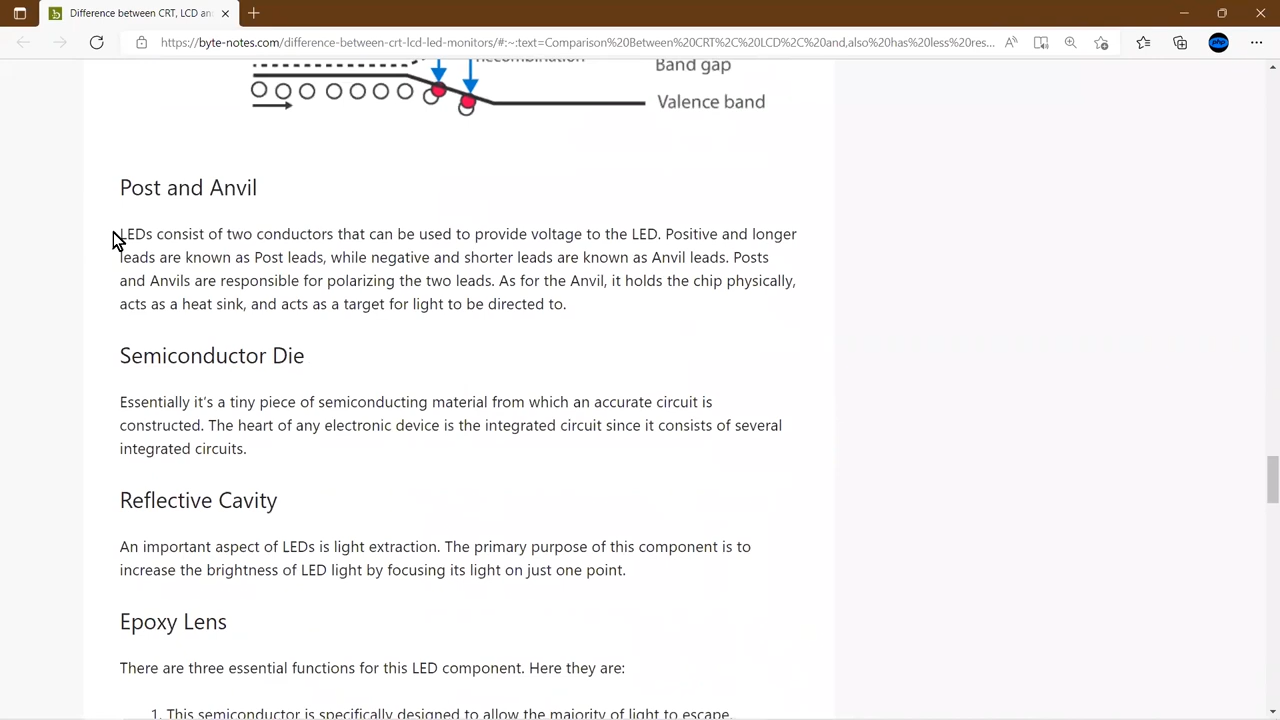 Difference between CRT, LCD an
https://byte-notes.com/difference-between-crt-lcd-led-monitors/#:~:text=Comparison%20Between%20CRT%2C%20LCD%2C%20and,also%20has%20less%20res...
recombination
Band gap
Valence band
Post and Anvil
LEDs consist of two conductors that can be used to provide voltage to the LED. Positive and longer
leads are known as Post leads, while negative and shorter leads are known as Anvil leads. Posts
and Anvils are responsible for polarizing the two leads. As for the Anvil, it holds the chip physically,
acts as a heat sink, and acts as a target for light to be directed to.
Semiconductor Die
Essentially it’s a tiny piece of semiconducting material from which an accurate circuit is
constructed. The heart of any electronic device is the integrated circuit since it consists of several
integrated circuits.
Reflective Cavity
An important aspect of LEDs is light extraction. The primary purpose of this component is to
increase the brightness of LED light by focusing its light on just one point.
Epoxy Lens
There are three essential functions for this LED component. Here they are:
1. This semiconductor is specifically designed to allow the majority of light to escape.